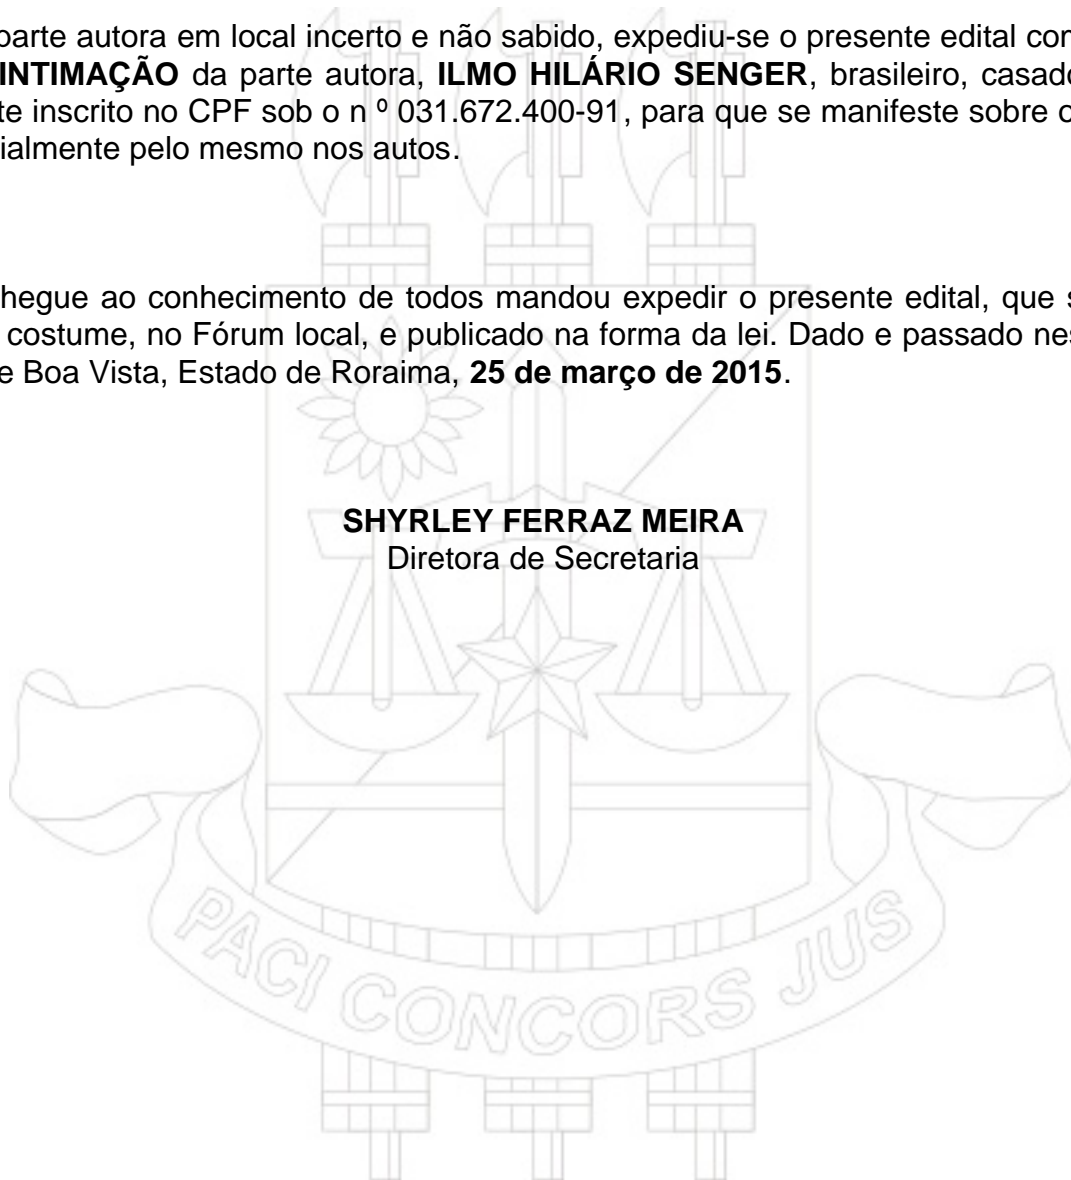 parte autora em local incerto e não sabido, expediu-se o presente edital con
INTIMAÇÃO da parte autora, ILMO HILÁRIO SENGER, brasileiro, casado
te inscrito no CPF sob o n º 031.672.400-91, para que se manifeste sobre o
ialmente pelo mesmo nos autos.
hegue ao conhecimento de todos mandou expedir o presente edital, que s
costume, no Fórum local, e publicado na forma da lei. Dado e passado nes
e Boa Vista, Estado de Roraima, 25 de março de 2015.
SHYRLEY FERRAZ MEIRA
Diretora de Secretaria
PACI CONCORS JUS